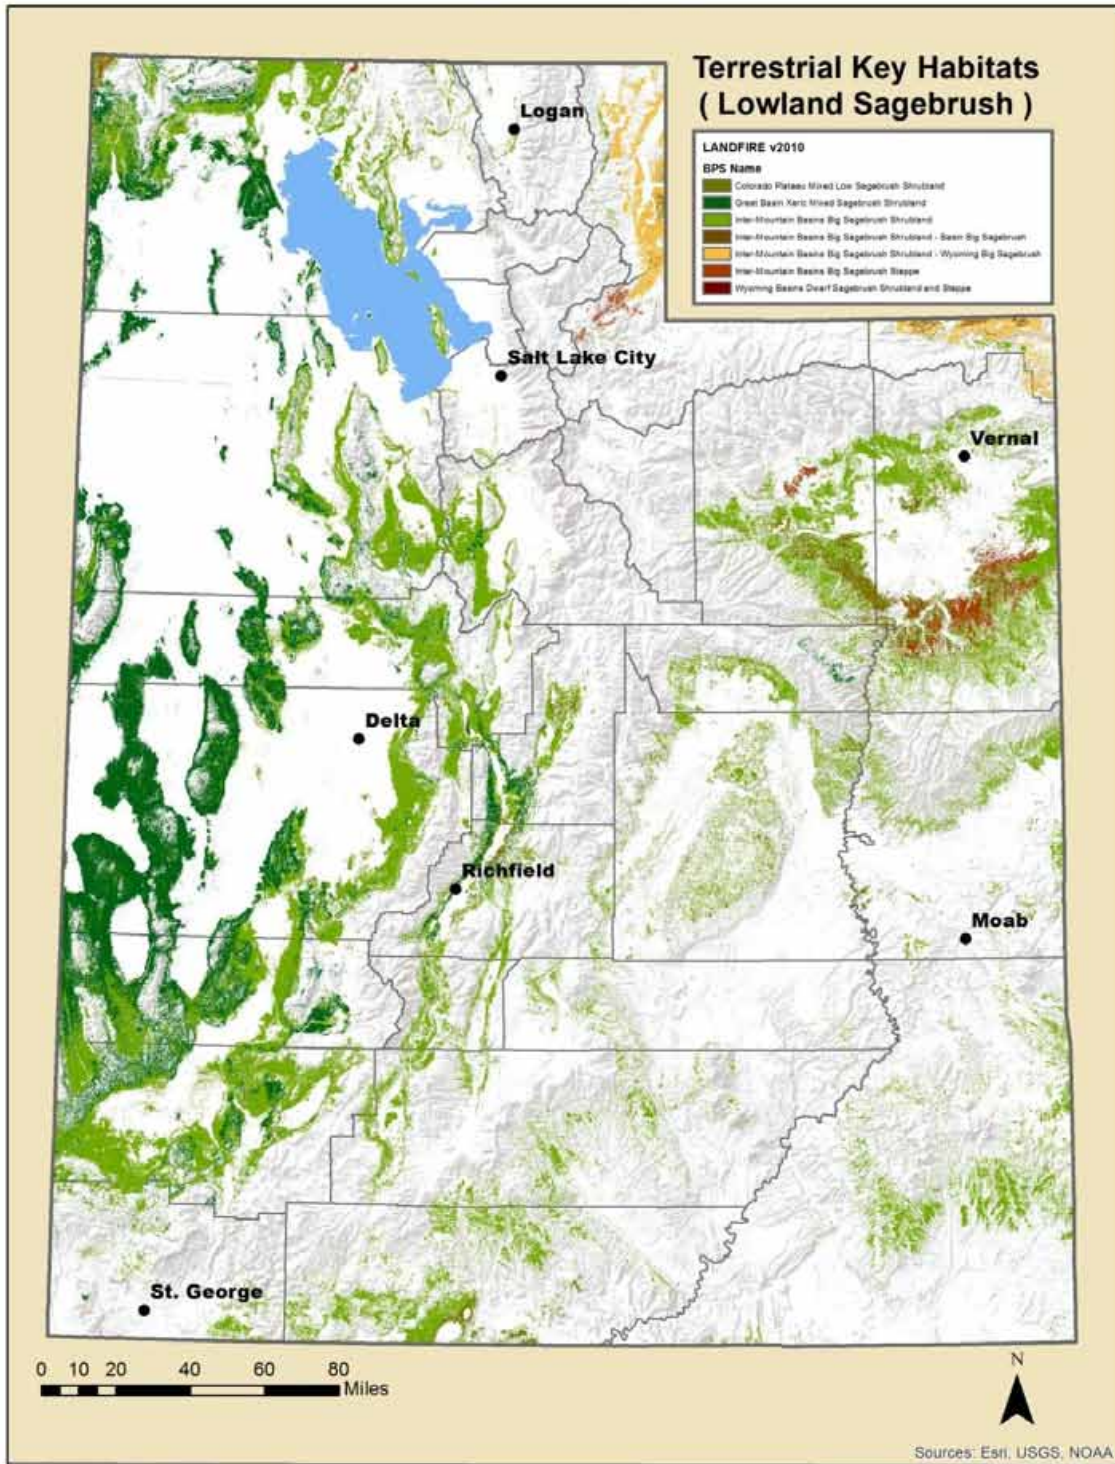 Terrestrial Key Habitats
( Lowland Sagebrush )
LANDFIRE v2010
BPS Name
Colorado Plateau Mixed Low Sagebrush Shrubland
Great Basin Xeric Mixed Sagebrush Shrubland
Inter-Mountain Basins Big Sagebrush Shrubland
Inter-Mountain Basins Big Sagebrush Shrubland - Basin Big Sagebrush
Inter-Mountain Basins Big Sagebrush Shrubland - Wyoming Big Sagebrush
Inter-Mountain Basins Big Sagebrush Steppe
Wyoming Basins Dwarf Sagebrush Shrubland and Steppe
Logan
Salt Lake City
Vernal
Delta
Richfield
Moab
St. George
0 10 20 40 60 80
Miles
N
Sources: Esri, USGS, NOAA